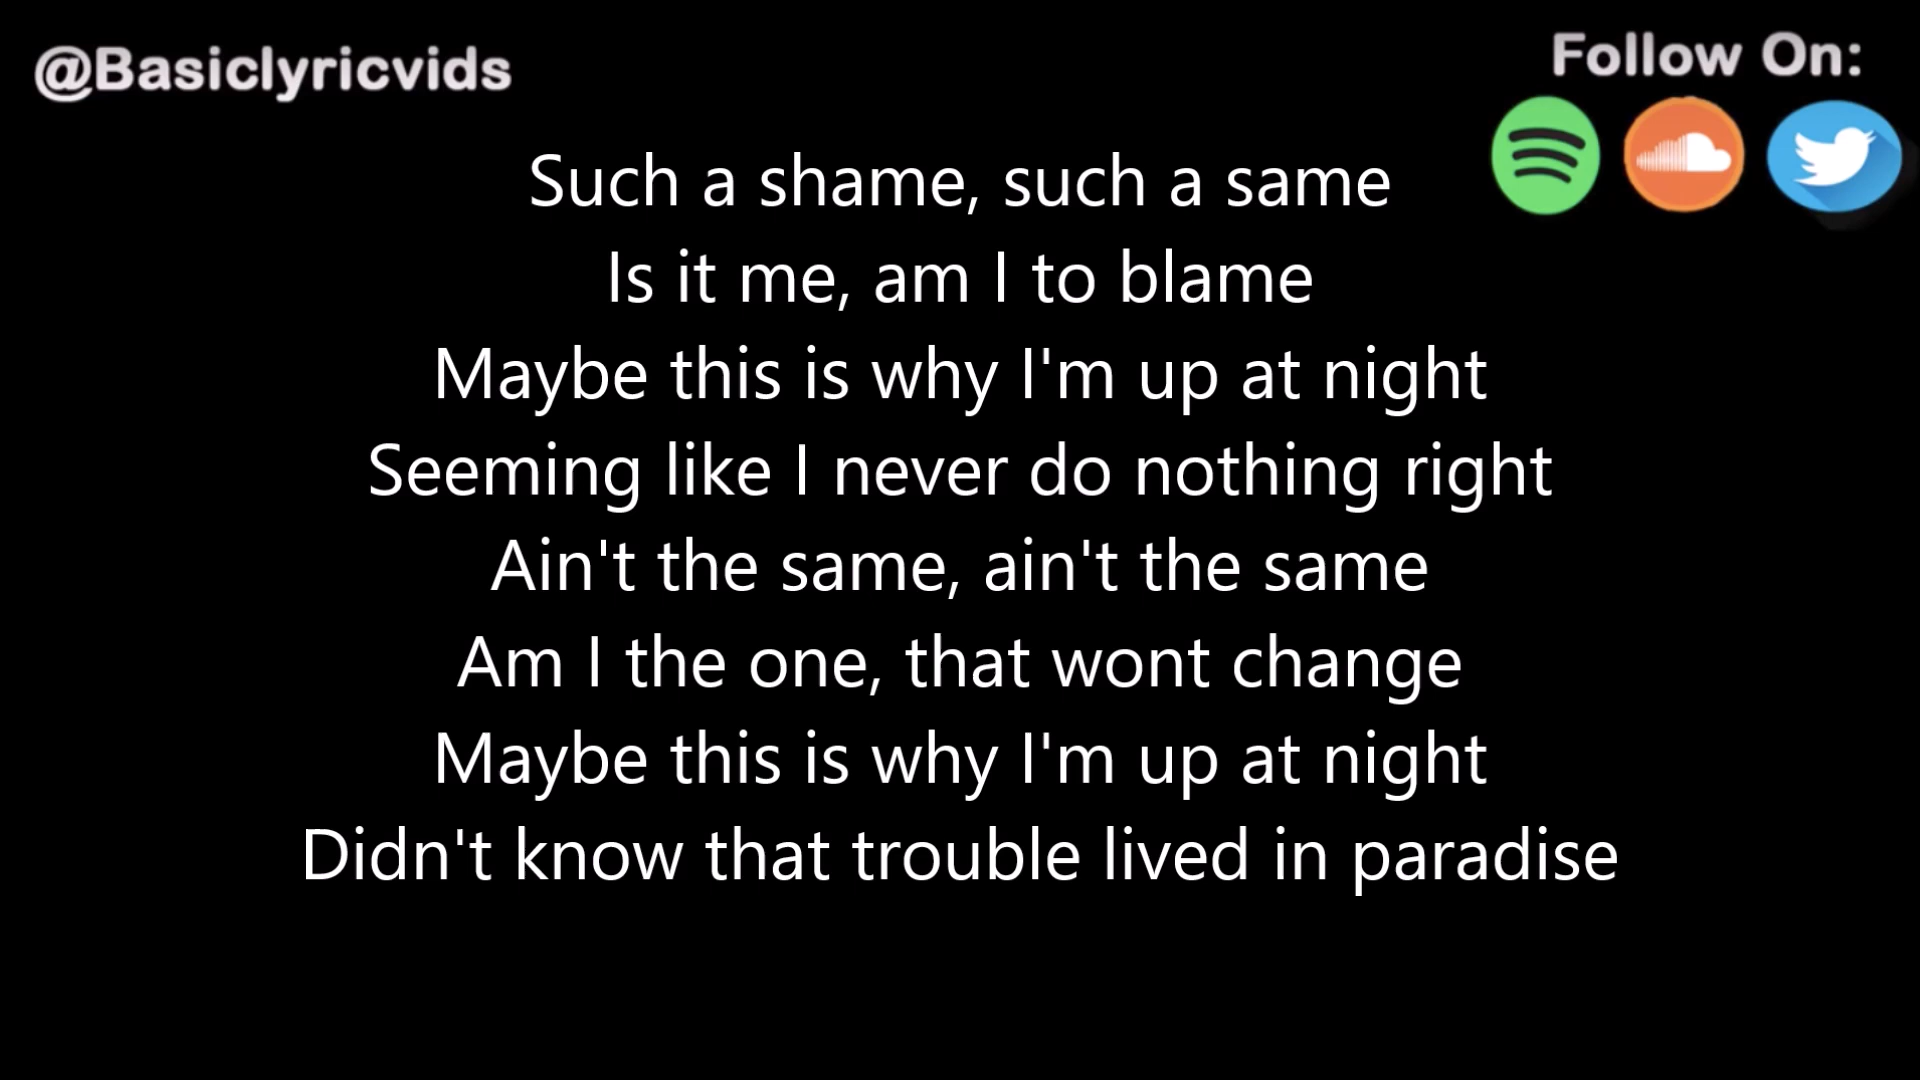 @Basiclyricvids
Follow On:
Such a shame, such a same
Is it me, am I to blame
Maybe this is why I'm up at night
Seeming like I never do nothing right
Ain't the same, ain't the same
Am I the one, that wont change
Maybe this is why I'm up at night
Didn't know that trouble lived in paradise